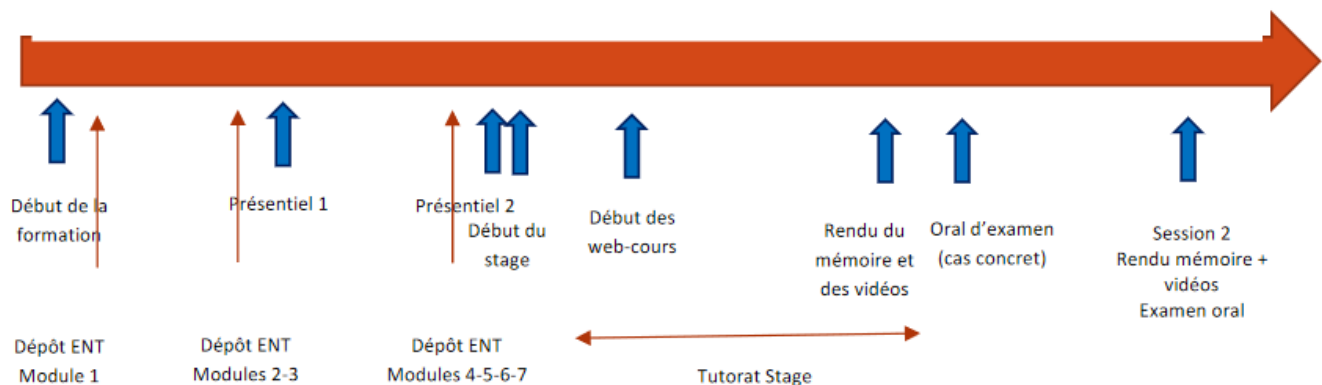 Début de la
formation
Présentiel 1
Présentiel 2
Début du
stage
Début des
web-cours
Rendu du
mémoire et
des vidéos
Oral d’examen
(cas concret)
Session 2
Rendu mémoire +
vidéos
Examen oral
Dépôt ENT
Module 1
Dépôt ENT
Modules 2-3
Dépôt ENT
Modules 4-5-6-7
Tutorat Stage